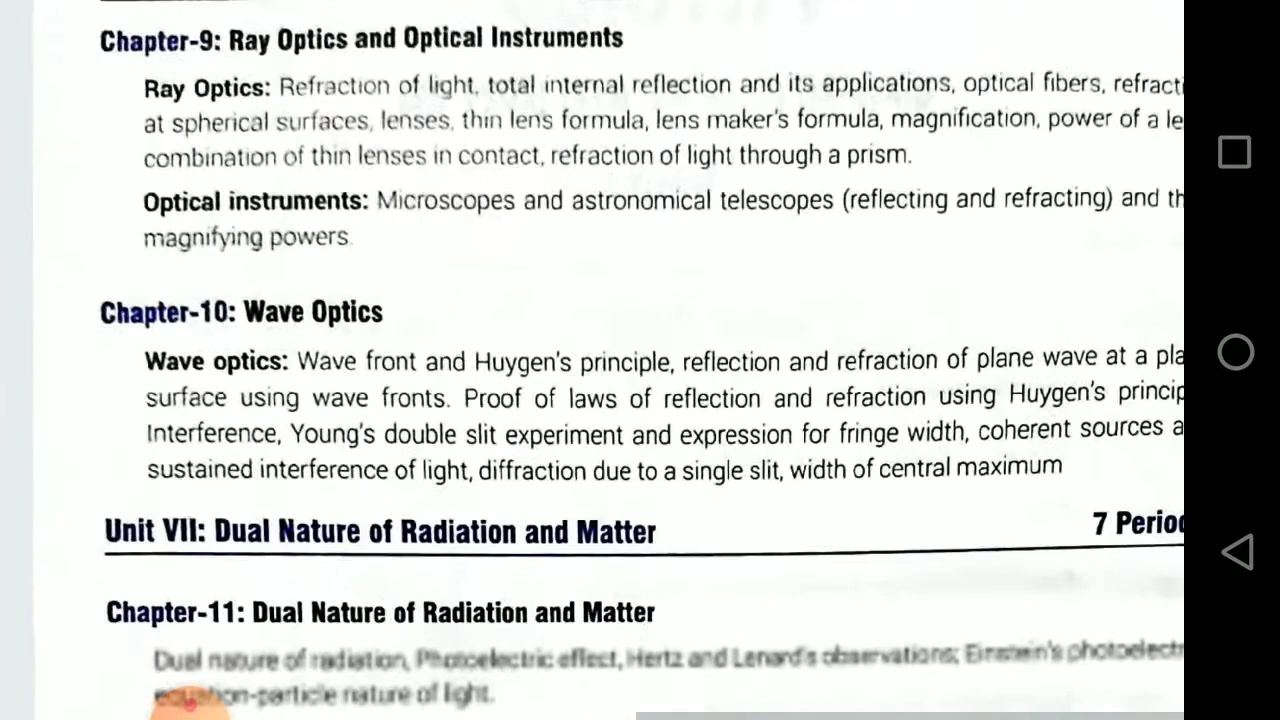 Chapter-9: Ray Optics and Optical Instruments
Ray Optics: Refraction of light, total internal reflection and its applications, optical fibers, refracti
at spherical surfaces, lenses, thin lens formula, lens maker's formula, magnification, power of a le
combination of thin lenses in contact, refraction of light through a prism.
Optical instruments: Microscopes and astronomical telescopes (reflecting and refracting) and th
magnifying powers.
Chapter-10: Wave Optics
Wave optics: Wave front and Huygen's principle, reflection and refraction of plane wave at a pla
surface using wave fronts. Proof of laws of reflection and refraction using Huygen's princip
Interference, Young's double slit experiment and expression for fringe width, coherent sources a
sustained interference of light, diffraction due to a single slit, width of central maximum
Unit VII: Dual Nature of Radiation and Matter 7 Perio
Chapter-11: Dual Nature of Radiation and Matter
Dual nature of radiation, Photoelectric effect, Hertz and Lenard's observations; Einstein's photoelectr
equation-particle nature of light.